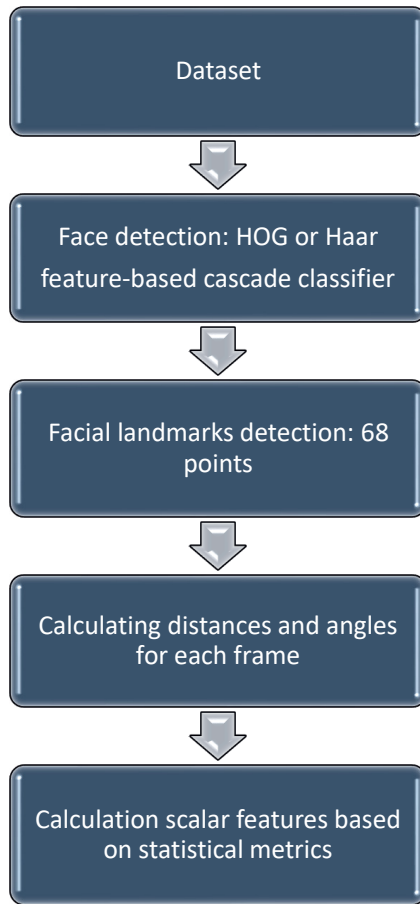 Dataset
Face detection: HOG or Haar
feature-based cascade classifier
Facial landmarks detection: 68
points
Calculating distances and angles
for each frame
Calculation scalar features based
on statistical metrics